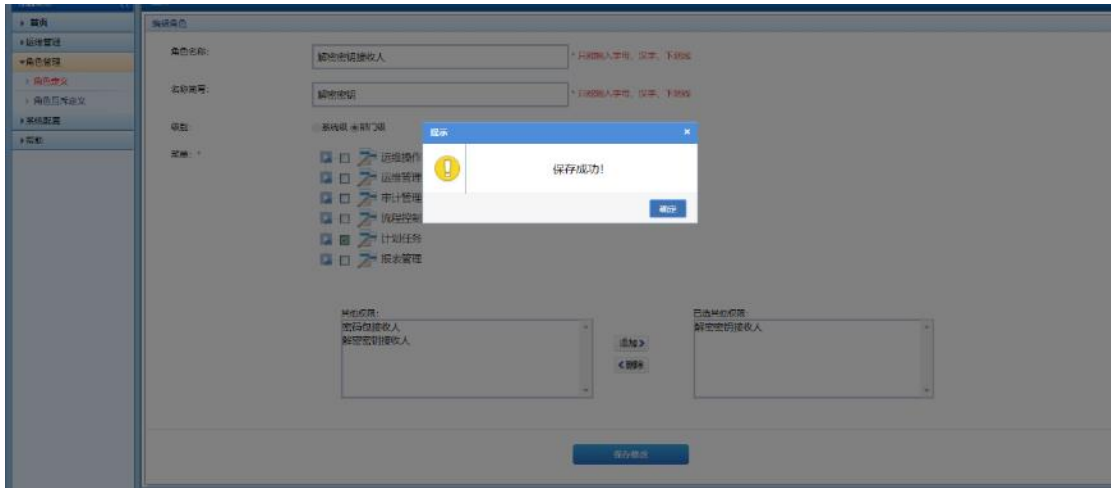 首页
编辑角色
运维管理
角色名称:
解密密钥接收人
* 只能输入字母、汉字、下划线
角色管理
角色定义
名称简写:
解密密钥
* 只能输入字母、汉字、下划线
角色互斥定义
系统配置
级别:
系统级 部门级
提示
×
菜单: *
运维操作
保存成功!
运维管理
审计管理
确定
流程控制
计划任务
报表管理
其他权限:
已选其他权限:
密码包接收人
解密密钥接收人
解密密钥接收人
添加>
<删除
保存修改